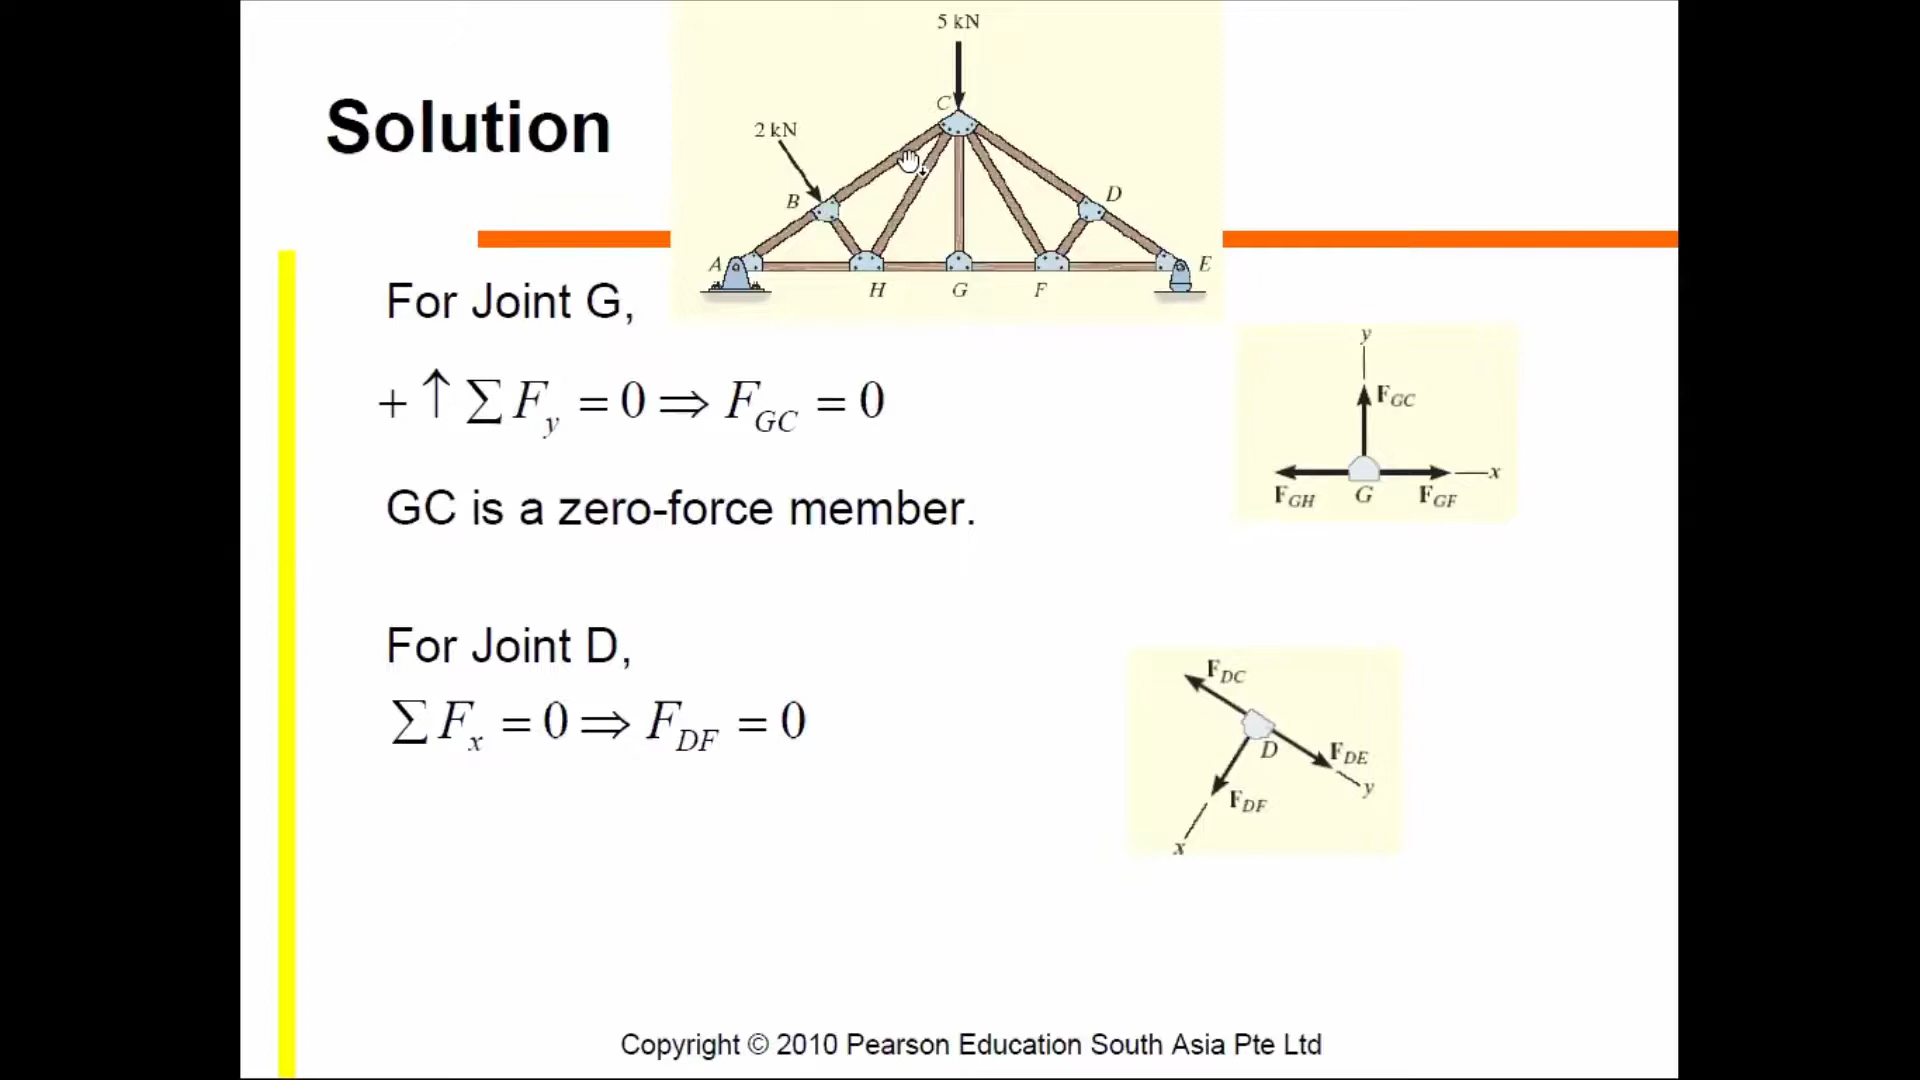 5 kN
Solution
C
2 kN
B
D
A
E
H
G
F
For Joint G,
+↑∑F_y = 0 ⇒ F_GC = 0
y
F_GC
x
F_GH
G
F_GF
GC is a zero-force member.
For Joint D,
∑F_x = 0 ⇒ F_DF = 0
F_DC
D
F_DE
y
F_DF
x
Copyright © 2010 Pearson Education South Asia Pte Ltd